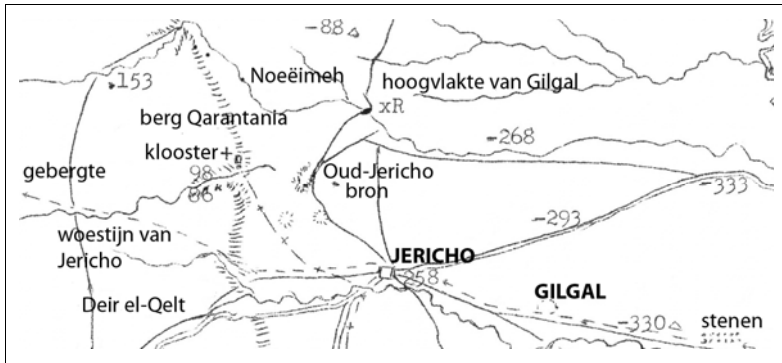 -88
153
Noeëimeh
hoogvlakte van Gilgal
xR
berg Qarantania
-268
klooster+
98
gebergte
Oud-Jericho
bron
-333
-293
woestijn van
Jericho
JERICHO
258
Deir el-Qelt
GILGAL
-330
stenen